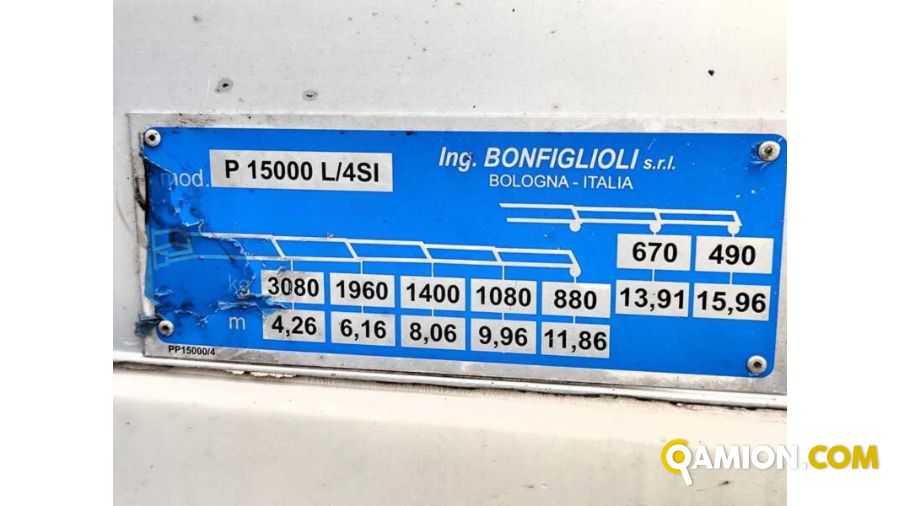 mod. P 15000 L/4SI
Ing. BONFIGLIOLI s.r.l.
BOLOGNA - ITALIA
670 490
13,91 15,96
kg 3080 1960 1400 1080 880
m 4,26 6,16 8,06 9,96 11,86
PP15000/4
QAMION.COM